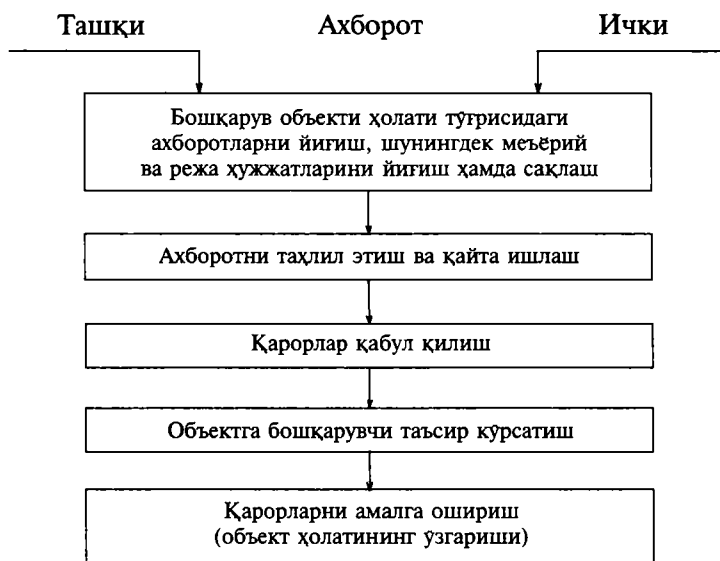 Ташқи Ахборот Ички
Бошқарув объекти ҳолати тўғрисидаги
ахборотларни йиғиш, шунингдек меъёрий
ва режа ҳужжатларини йиғиш ҳамда сақлаш
Ахборотни таҳлил этиш ва қайта ишлаш
Қарорлар қабул қилиш
Объектга бошқарувчи таъсир кўрсатиш
Қарорларни амалга ошириш
(объект ҳолатининг ўзгариши)